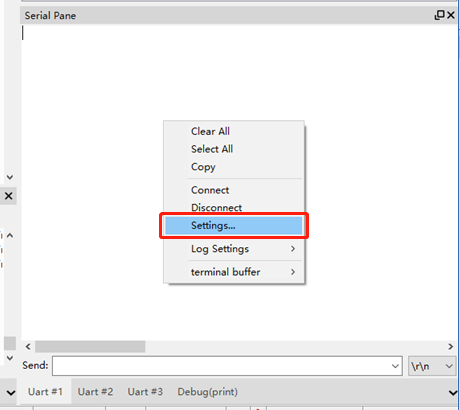 Serial Pane
Clear All
Select All
Copy
Connect
Disconnect
Settings...
Log Settings
terminal buffer
Send:
\r\n
Uart #1 Uart #2 Uart #3 Debug(print)